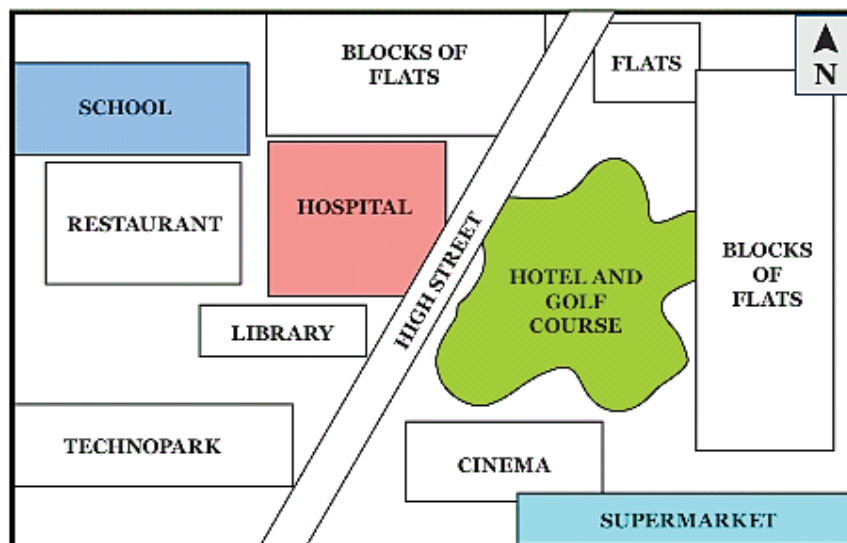 BLOCKS OF
FLATS
FLATS
N
SCHOOL
RESTAURANT
HOSPITAL
HIGH STREET
HOTEL AND
GOLF
COURSE
BLOCKS
OF
FLATS
LIBRARY
TECHNOPARK
CINEMA
SUPERMARKET